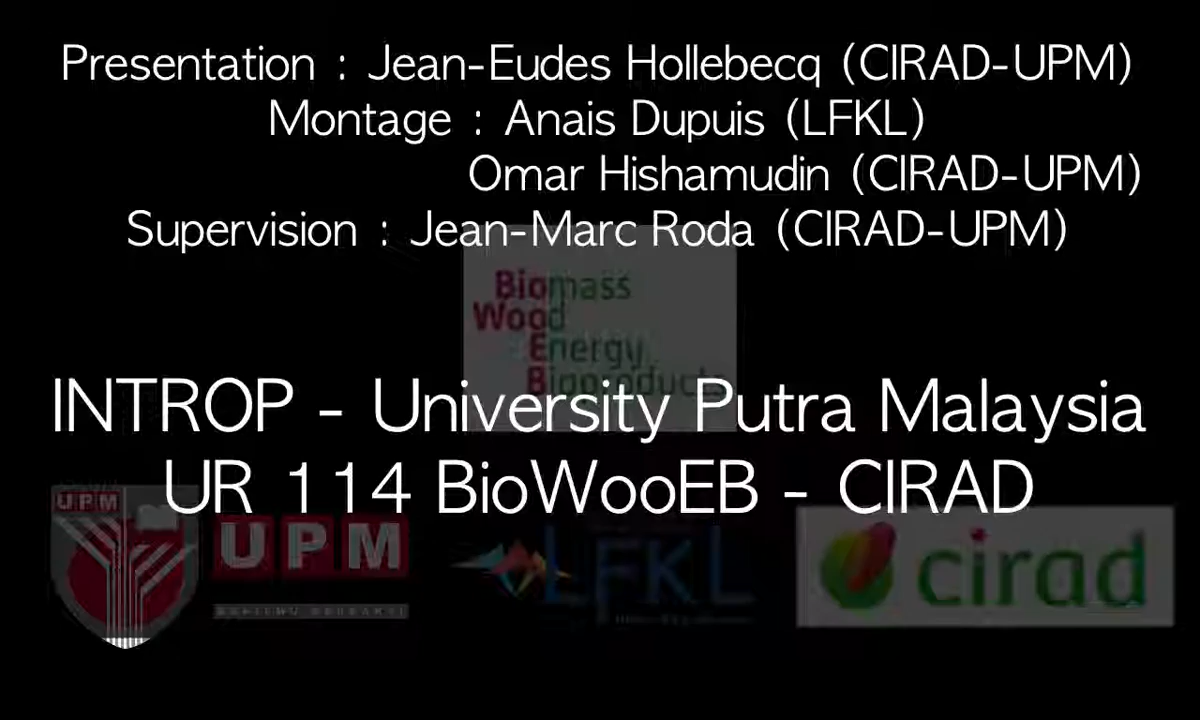 Presentation : Jean-Eudes Hollebecq (CIRAD-UPM)
Montage : Anais Dupuis (LFKL)
Omar Hishamudin (CIRAD-UPM)
Supervision : Jean-Marc Roda (CIRAD-UPM)
Biomass
Wood
Energy
Bioproducts
INTROP - University Putra Malaysia
UR 114 BioWooEB - CIRAD
UPM
UPM
LFKL
cirad